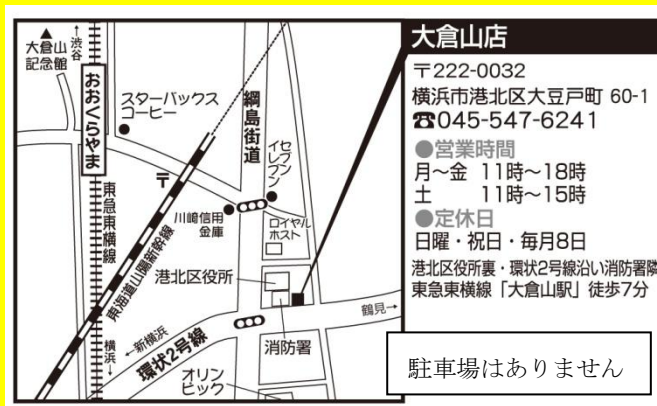 大倉山
記念館
←渋谷
おおくらやま
スターバックス
コーヒー
綱島街道
セブン
イレブン
〒
東急東横線
東海道山陽新幹線
川崎信用
金庫
ロイヤル
ホスト
港北区役所
鶴見→
←新横浜
環状2号線
消防署
横浜→
オリン
ピック
大倉山店
〒222-0032
横浜市港北区大豆戸町 60-1
☎045-547-6241
●営業時間
月〜金 11時〜18時
土 11時〜15時
●定休日
日曜・祝日・毎月8日
港北区役所裏・環状2号線沿い消防署隣
東急東横線「大倉山駅」徒歩7分
駐車場はありません